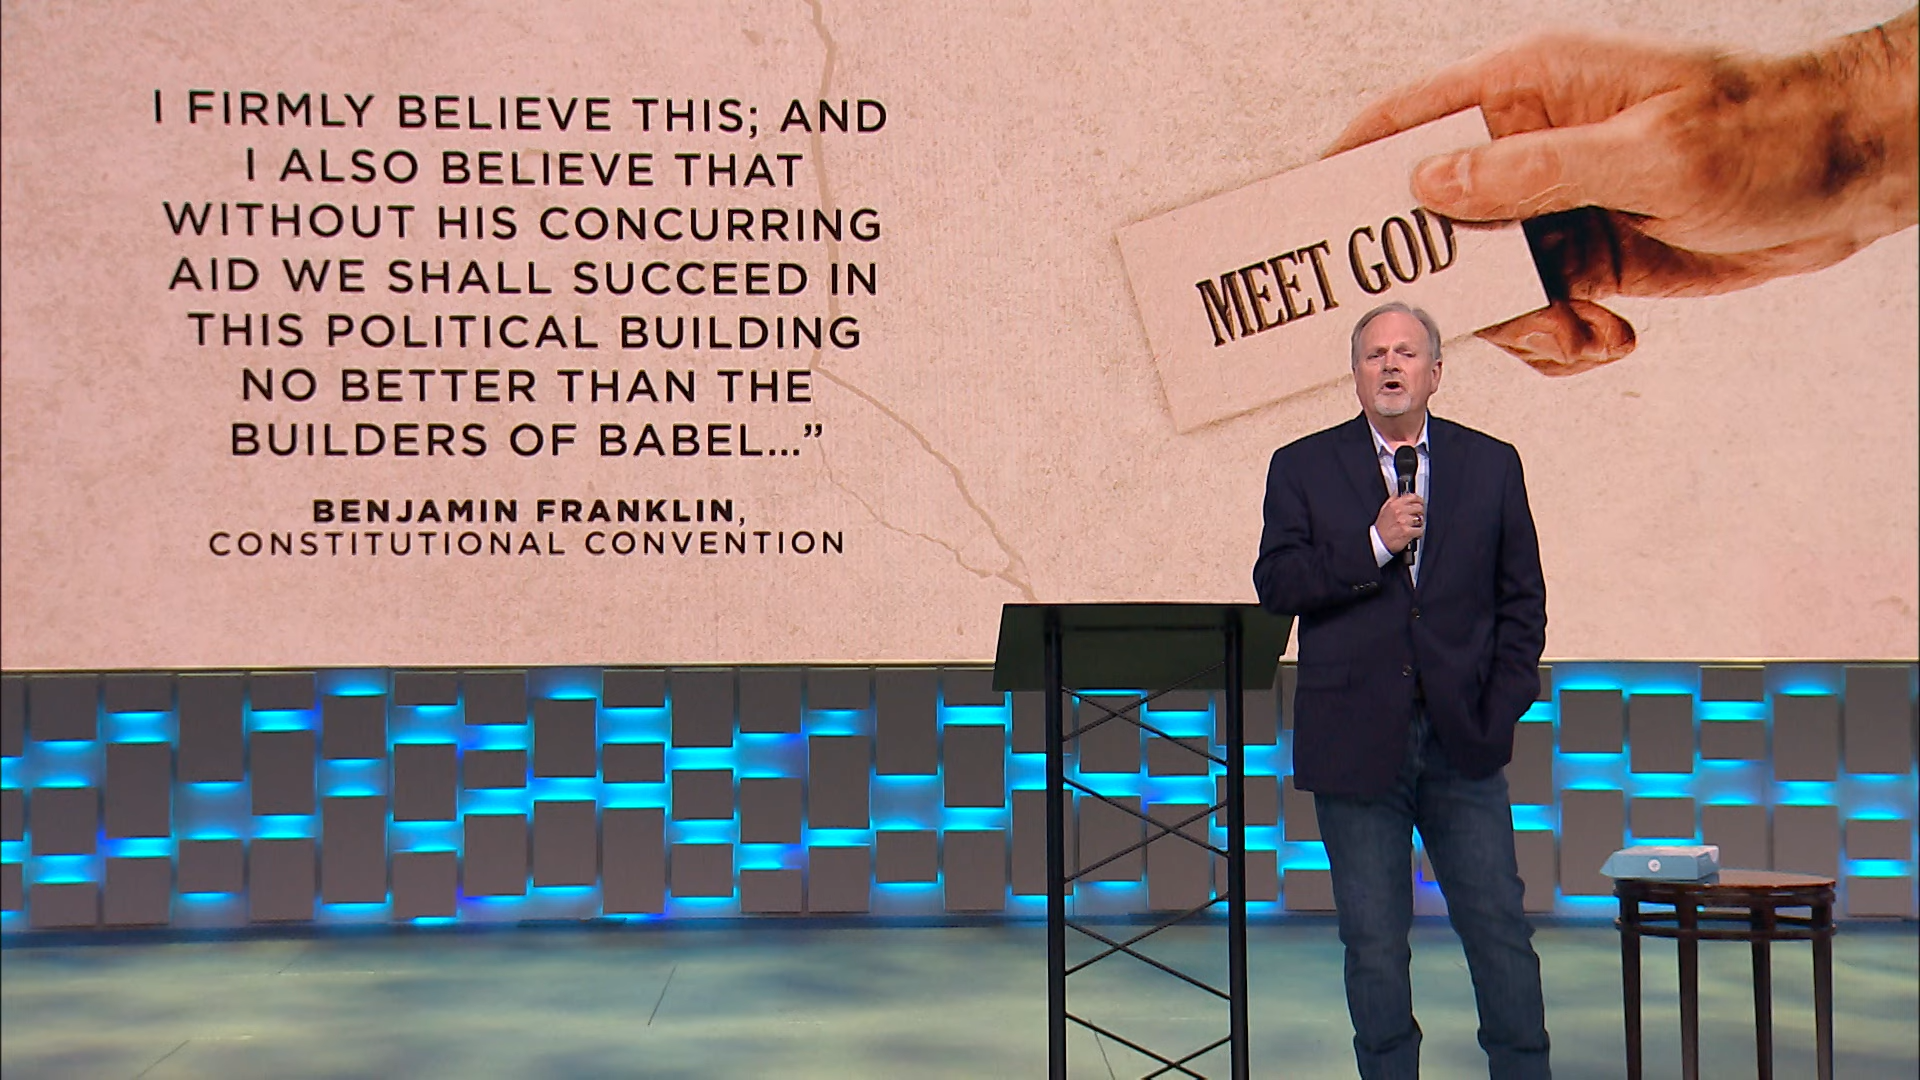 I FIRMLY BELIEVE THIS; AND
I ALSO BELIEVE THAT
WITHOUT HIS CONCURRING
AID WE SHALL SUCCEED IN
THIS POLITICAL BUILDING
NO BETTER THAN THE
BUILDERS OF BABEL...”
BENJAMIN FRANKLIN,
CONSTITUTIONAL CONVENTION
MEET GOD